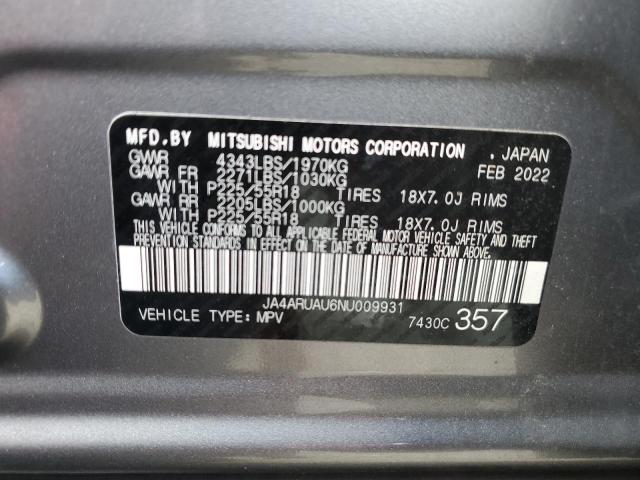 MFD.BY MITSUBISHI MOTORS CORPORATION , JAPAN
GVWR 4343LBS/1970KG FEB 2022
GAWR FR 2271LBS/1030KG
WITH P225/55R18 TIRES 18X7.0J RIMS
GAWR RR 2205LBS/1000KG
WITH P225/55R18 TIRES 18X7.0J RIMS
THIS VEHICLE CONFORMS TO ALL APPLICABLE FEDERAL MOTOR VEHICLE SAFETY AND THEFT
PREVENTION STANDARDS IN EFFECT ON THE DATE OF MANUFACTURE SHOWN ABOVE.
JA4ARUAU6NU009931
VEHICLE TYPE: MPV 7430C 357